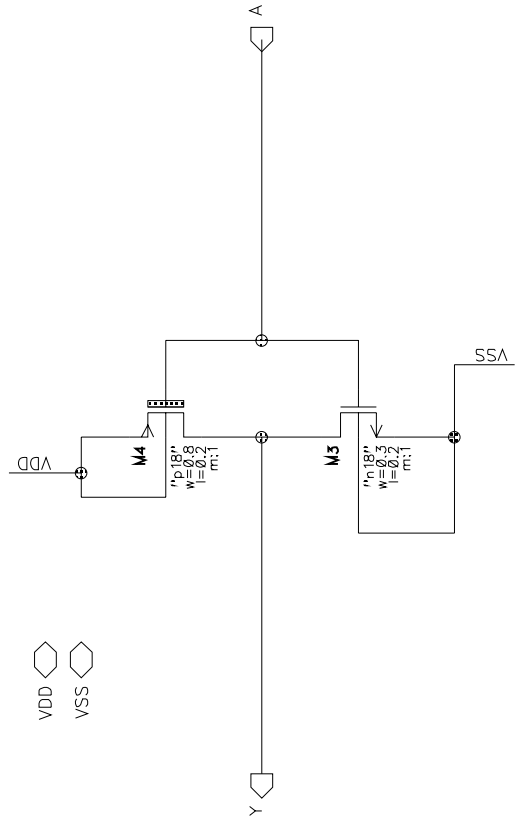 A
VDD
M4
"p18"
w=0.8
l=0.2
m:1
M3
"n18"
w=0.3
l=0.2
m:1
VSS
VDD
VSS
Y